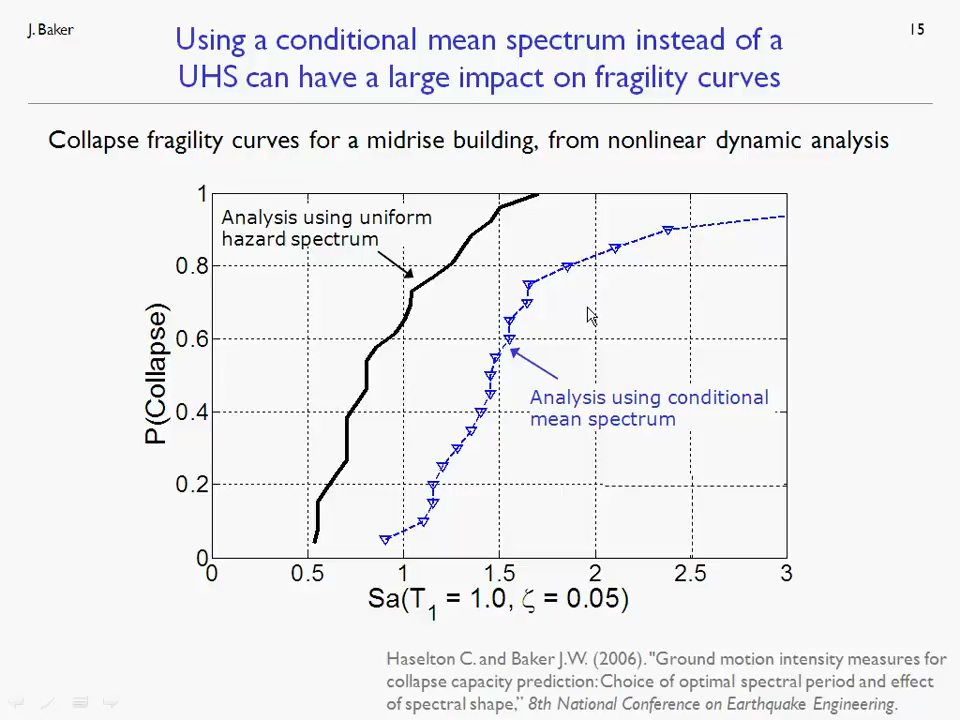 J. Baker
15
Using a conditional mean spectrum instead of a
UHS can have a large impact on fragility curves
Collapse fragility curves for a midrise building, from nonlinear dynamic analysis
P(Collapse)
1
0.8
0.6
0.4
0.2
0
Analysis using uniform
hazard spectrum
Analysis using conditional
mean spectrum
0 0.5 1 1.5 2 2.5 3
Sa(T1 = 1.0, ζ = 0.05)
Haselton C. and Baker J.W. (2006). "Ground motion intensity measures for
collapse capacity prediction: Choice of optimal spectral period and effect
of spectral shape,” 8th National Conference on Earthquake Engineering.